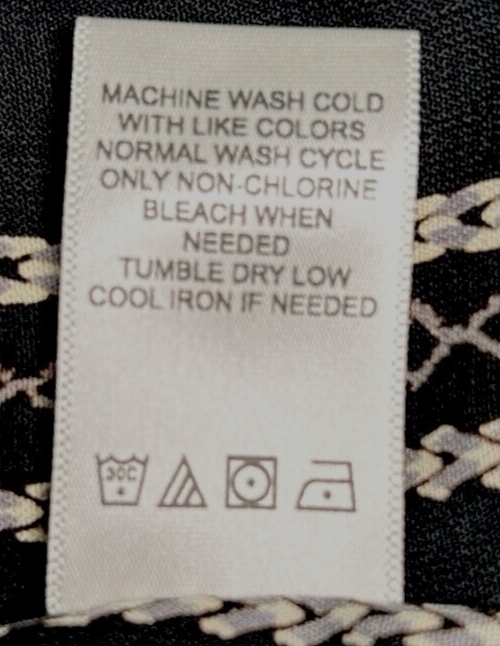 MACHINE WASH COLD
WITH LIKE COLORS
NORMAL WASH CYCLE
ONLY NON-CHLORINE
BLEACH WHEN
NEEDED
TUMBLE DRY LOW
COOL IRON IF NEEDED
30C